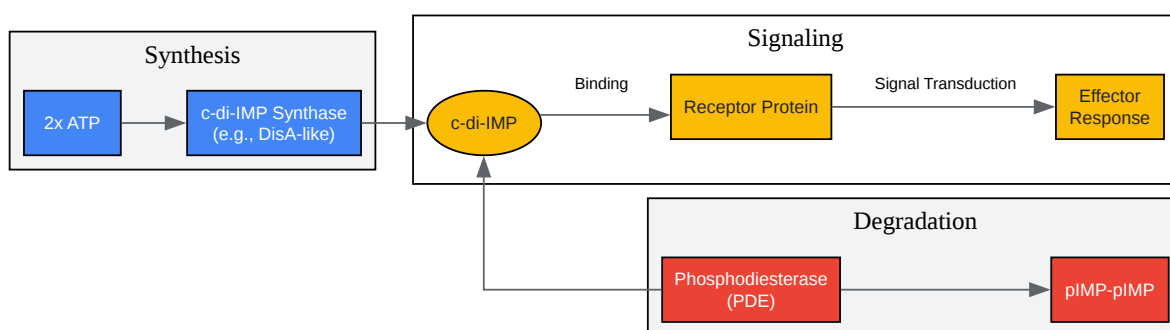 Synthesis
2x ATP
c-di-IMP Synthase
(e.g., DisA-like)
Signaling
c-di-IMP
Binding
Receptor Protein
Signal Transduction
Effector
Response
Degradation
Phosphodiesterase
(PDE)
pIMP-pIMP